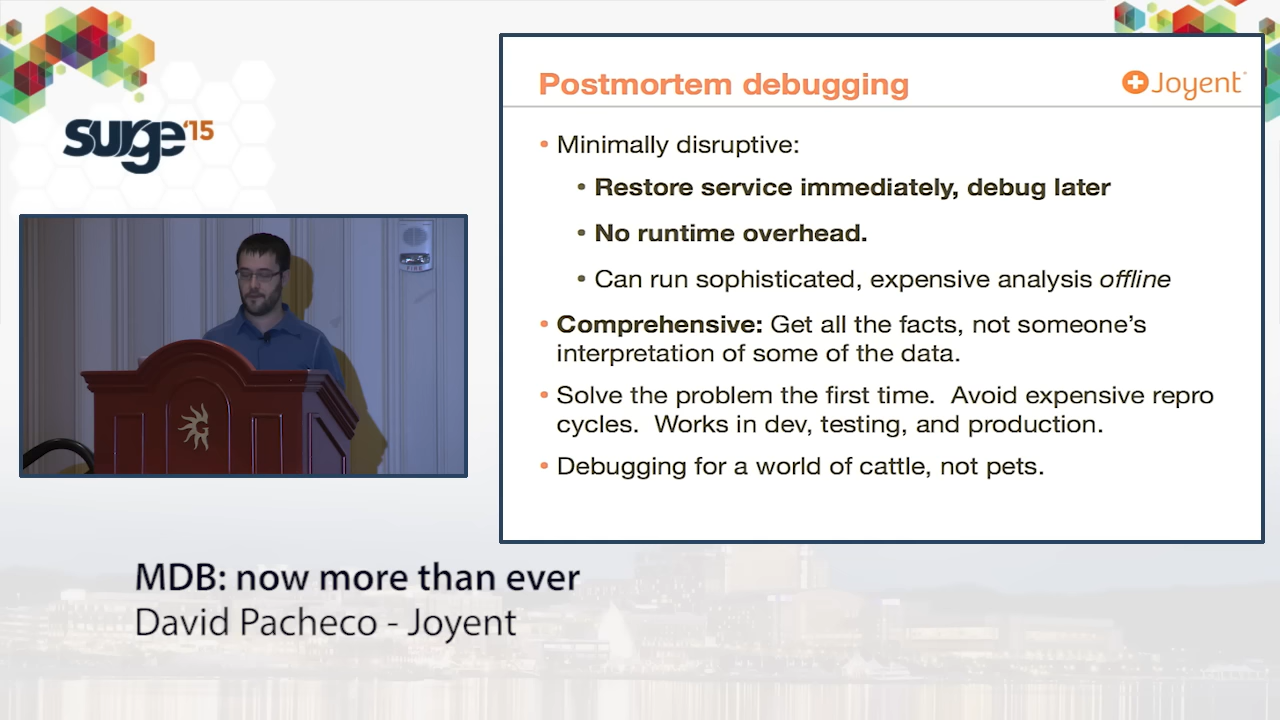 surge '15
Postmortem debugging
Joyent
• Minimally disruptive:
• Restore service immediately, debug later
• No runtime overhead.
• Can run sophisticated, expensive analysis offline
• Comprehensive: Get all the facts, not someone's
interpretation of some of the data.
• Solve the problem the first time. Avoid expensive repro
cycles. Works in dev, testing, and production.
• Debugging for a world of cattle, not pets.
FIRE
MDB: now more than ever
David Pacheco - Joyent